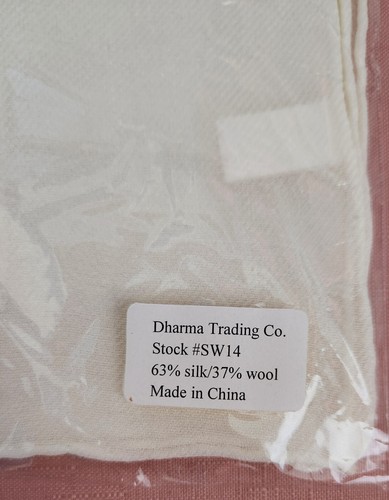 Dharma Trading Co.
Stock #SW14
63% silk/37% wool
Made in China